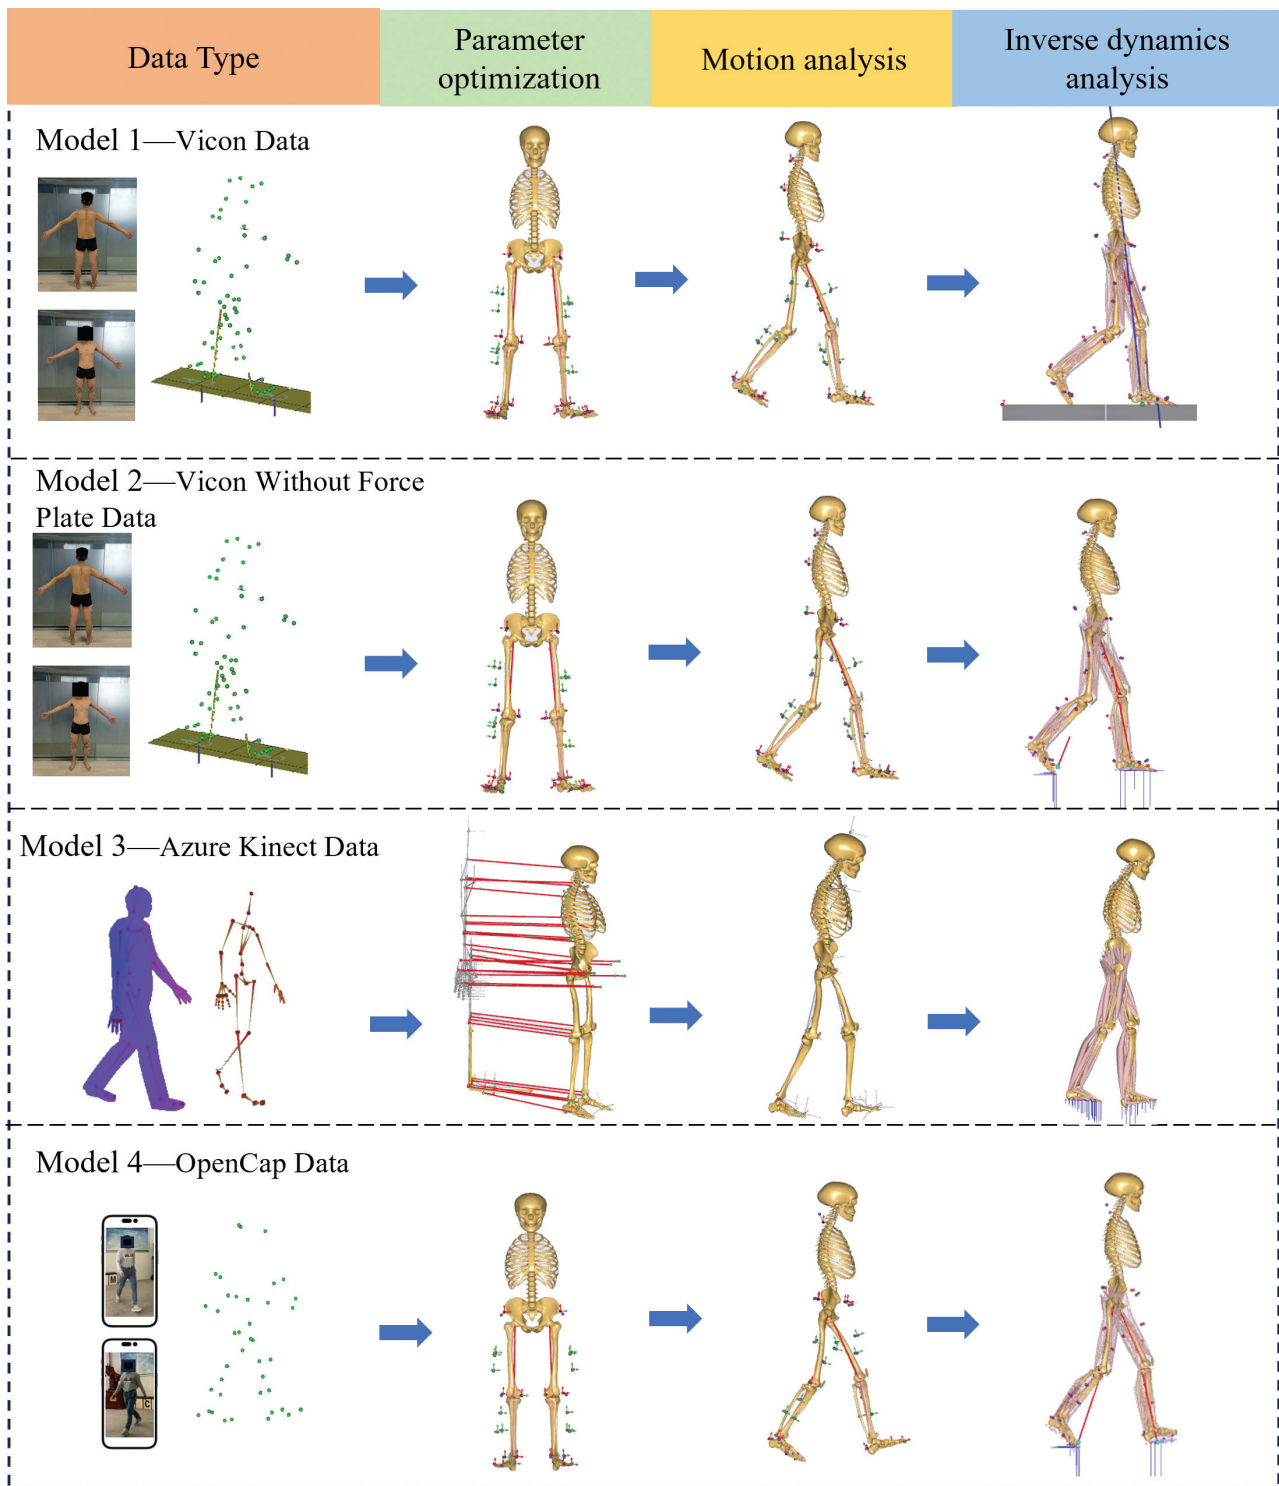 Data Type
Parameter
optimization
Motion analysis
Inverse dynamics
analysis
Model 1—Vicon Data
Model 2—Vicon Without Force
Plate Data
Model 3—Azure Kinect Data
Model 4—OpenCap Data
M
C